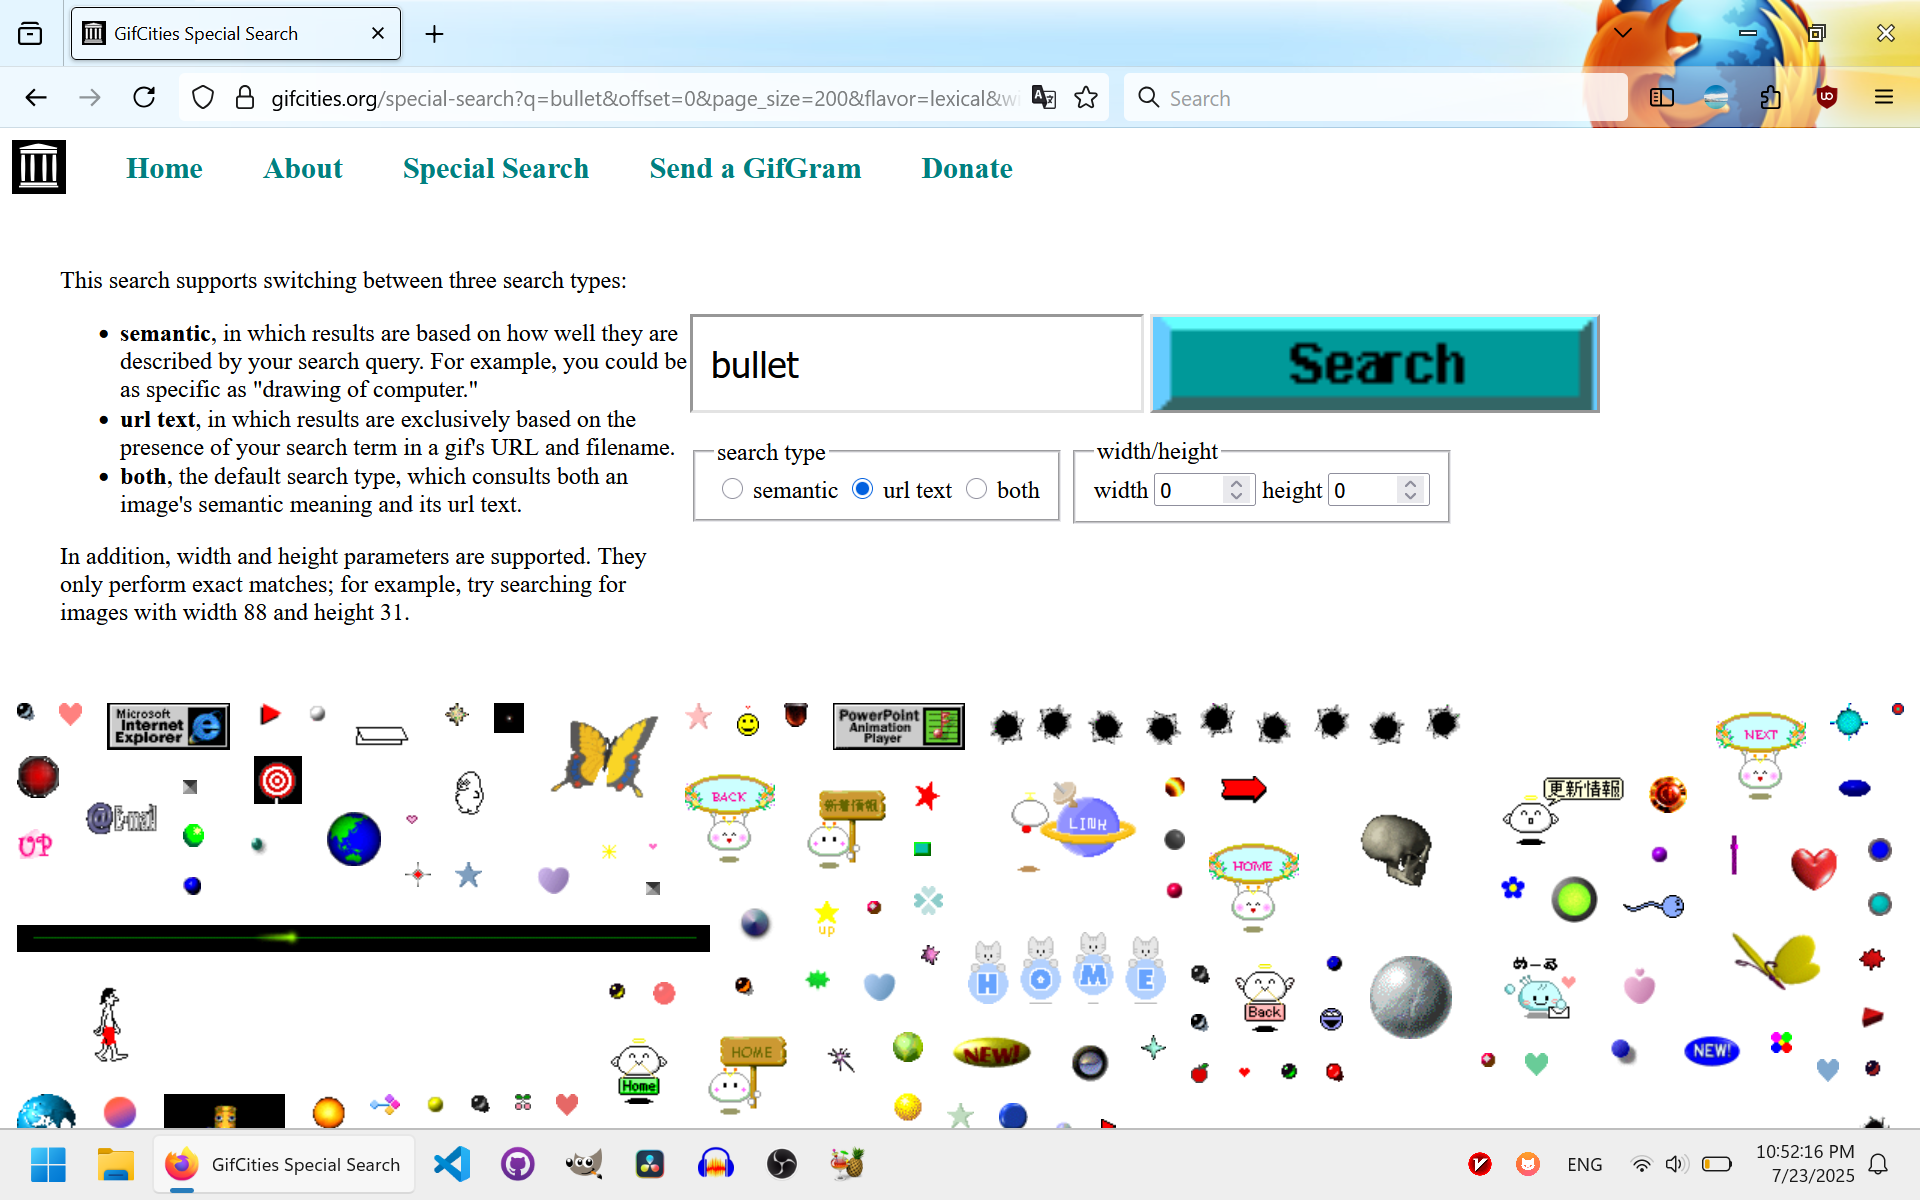 GifCities Special Search
gifcities.org/special-search?q=bullet&offset=0&page_size=200&flavor=lexical&wi
Search
Home About Special Search Send a GifGram Donate
This search supports switching between three search types:
• semantic, in which results are based on how well they are
described by your search query. For example, you could be
as specific as "drawing of computer."
• url text, in which results are exclusively based on the
presence of your search term in a gif's URL and filename.
• both, the default search type, which consults both an
image's semantic meaning and its url text.
In addition, width and height parameters are supported. They
only perform exact matches; for example, try searching for
images with width 88 and height 31.
bullet
Search
search type
semantic url text both
width/height
width 0 height 0
Microsoft
Internet
Explorer
PowerPoint
Animation
Player
NEXT
BACK
新着情報
LINK
更新情報
@E-mail
UP
HOME
up
HOME
めーる
Back
Home
HOME
NEW!
NEW!
GifCities Special Search
ENG
10:52:16 PM
7/23/2025